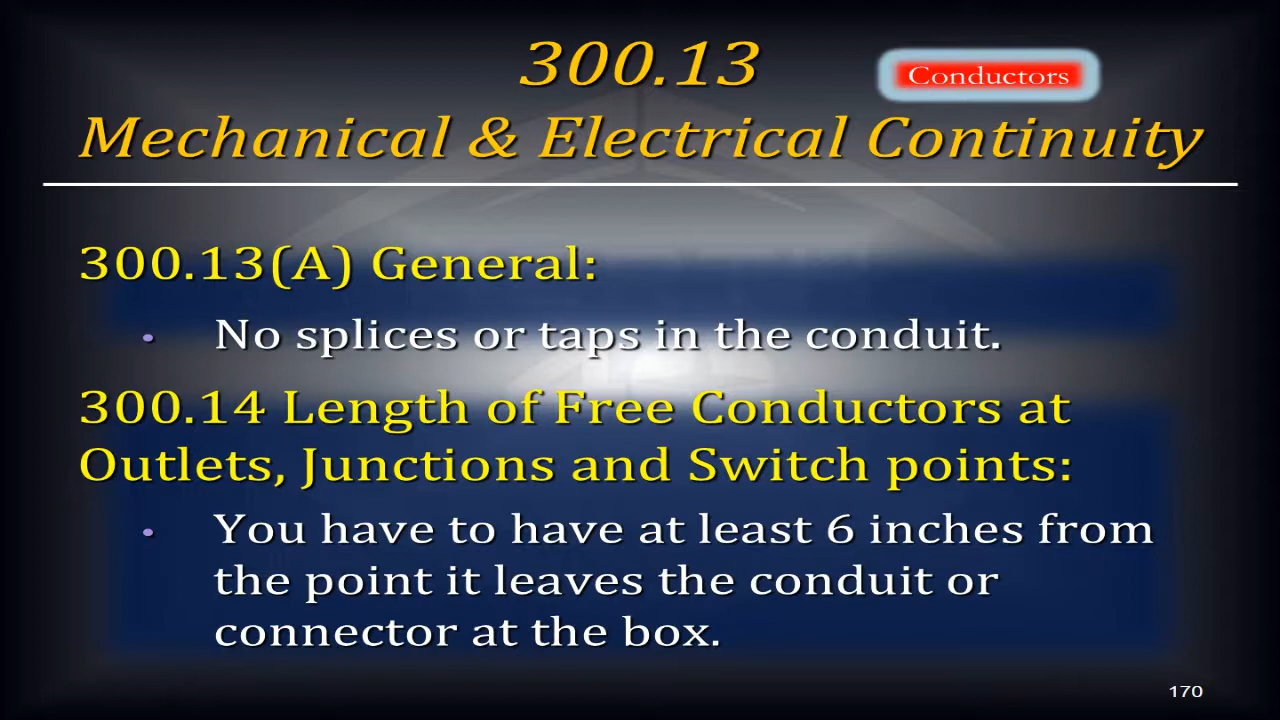 300.13
Conductors
Mechanical & Electrical Continuity
300.13(A) General:
• No splices or taps in the conduit.
300.14 Length of Free Conductors at
Outlets, Junctions and Switch points:
• You have to have at least 6 inches from
the point it leaves the conduit or
connector at the box.
170